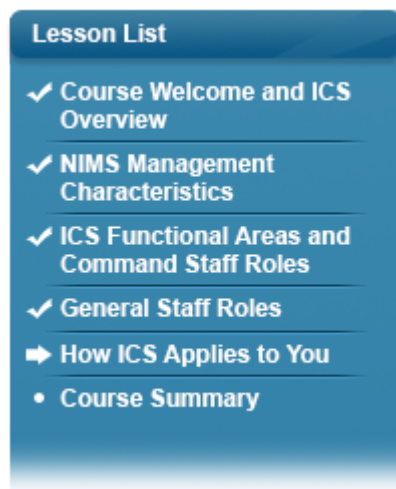 Lesson List
Course Welcome and ICS
Overview
NIMS Management
Characteristics
ICS Functional Areas and
Command Staff Roles
General Staff Roles
How ICS Applies to You
Course Summary